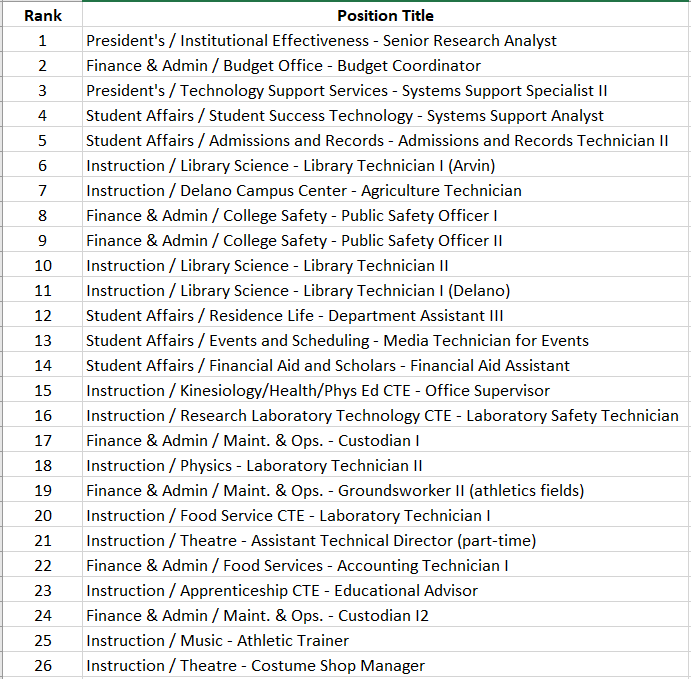 Rank Position Title
1 President's / Institutional Effectiveness - Senior Research Analyst
2 Finance & Admin / Budget Office - Budget Coordinator
3 President's / Technology Support Services - Systems Support Specialist II
4 Student Affairs / Student Success Technology - Systems Support Analyst
5 Student Affairs / Admissions and Records - Admissions and Records Technician II
6 Instruction / Library Science - Library Technician I (Arvin)
7 Instruction / Delano Campus Center - Agriculture Technician
8 Finance & Admin / College Safety - Public Safety Officer I
9 Finance & Admin / College Safety - Public Safety Officer II
10 Instruction / Library Science - Library Technician II
11 Instruction / Library Science - Library Technician I (Delano)
12 Student Affairs / Residence Life - Department Assistant III
13 Student Affairs / Events and Scheduling - Media Technician for Events
14 Student Affairs / Financial Aid and Scholars - Financial Aid Assistant
15 Instruction / Kinesiology/Health/Phys Ed CTE - Office Supervisor
16 Instruction / Research Laboratory Technology CTE - Laboratory Safety Technician
17 Finance & Admin / Maint. & Ops. - Custodian I
18 Instruction / Physics - Laboratory Technician II
19 Finance & Admin / Maint. & Ops. - Groundsworker II (athletics fields)
20 Instruction / Food Service CTE - Laboratory Technician I
21 Instruction / Theatre - Assistant Technical Director (part-time)
22 Finance & Admin / Food Services - Accounting Technician I
23 Instruction / Apprenticeship CTE - Educational Advisor
24 Finance & Admin / Maint. & Ops. - Custodian I2
25 Instruction / Music - Athletic Trainer
26 Instruction / Theatre - Costume Shop Manager